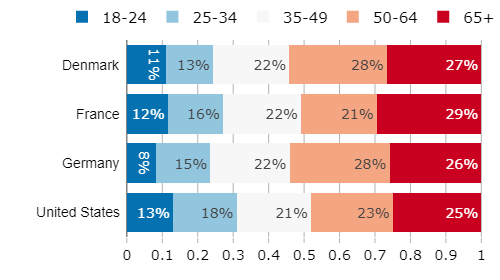 18-24 25-34 35-49 50-64 65+
Denmark 11% 13% 22% 28% 27%
France 12% 16% 22% 21% 29%
Germany 8% 15% 22% 28% 26%
United States 13% 18% 21% 23% 25%
0 0.1 0.2 0.3 0.4 0.5 0.6 0.7 0.8 0.9 1